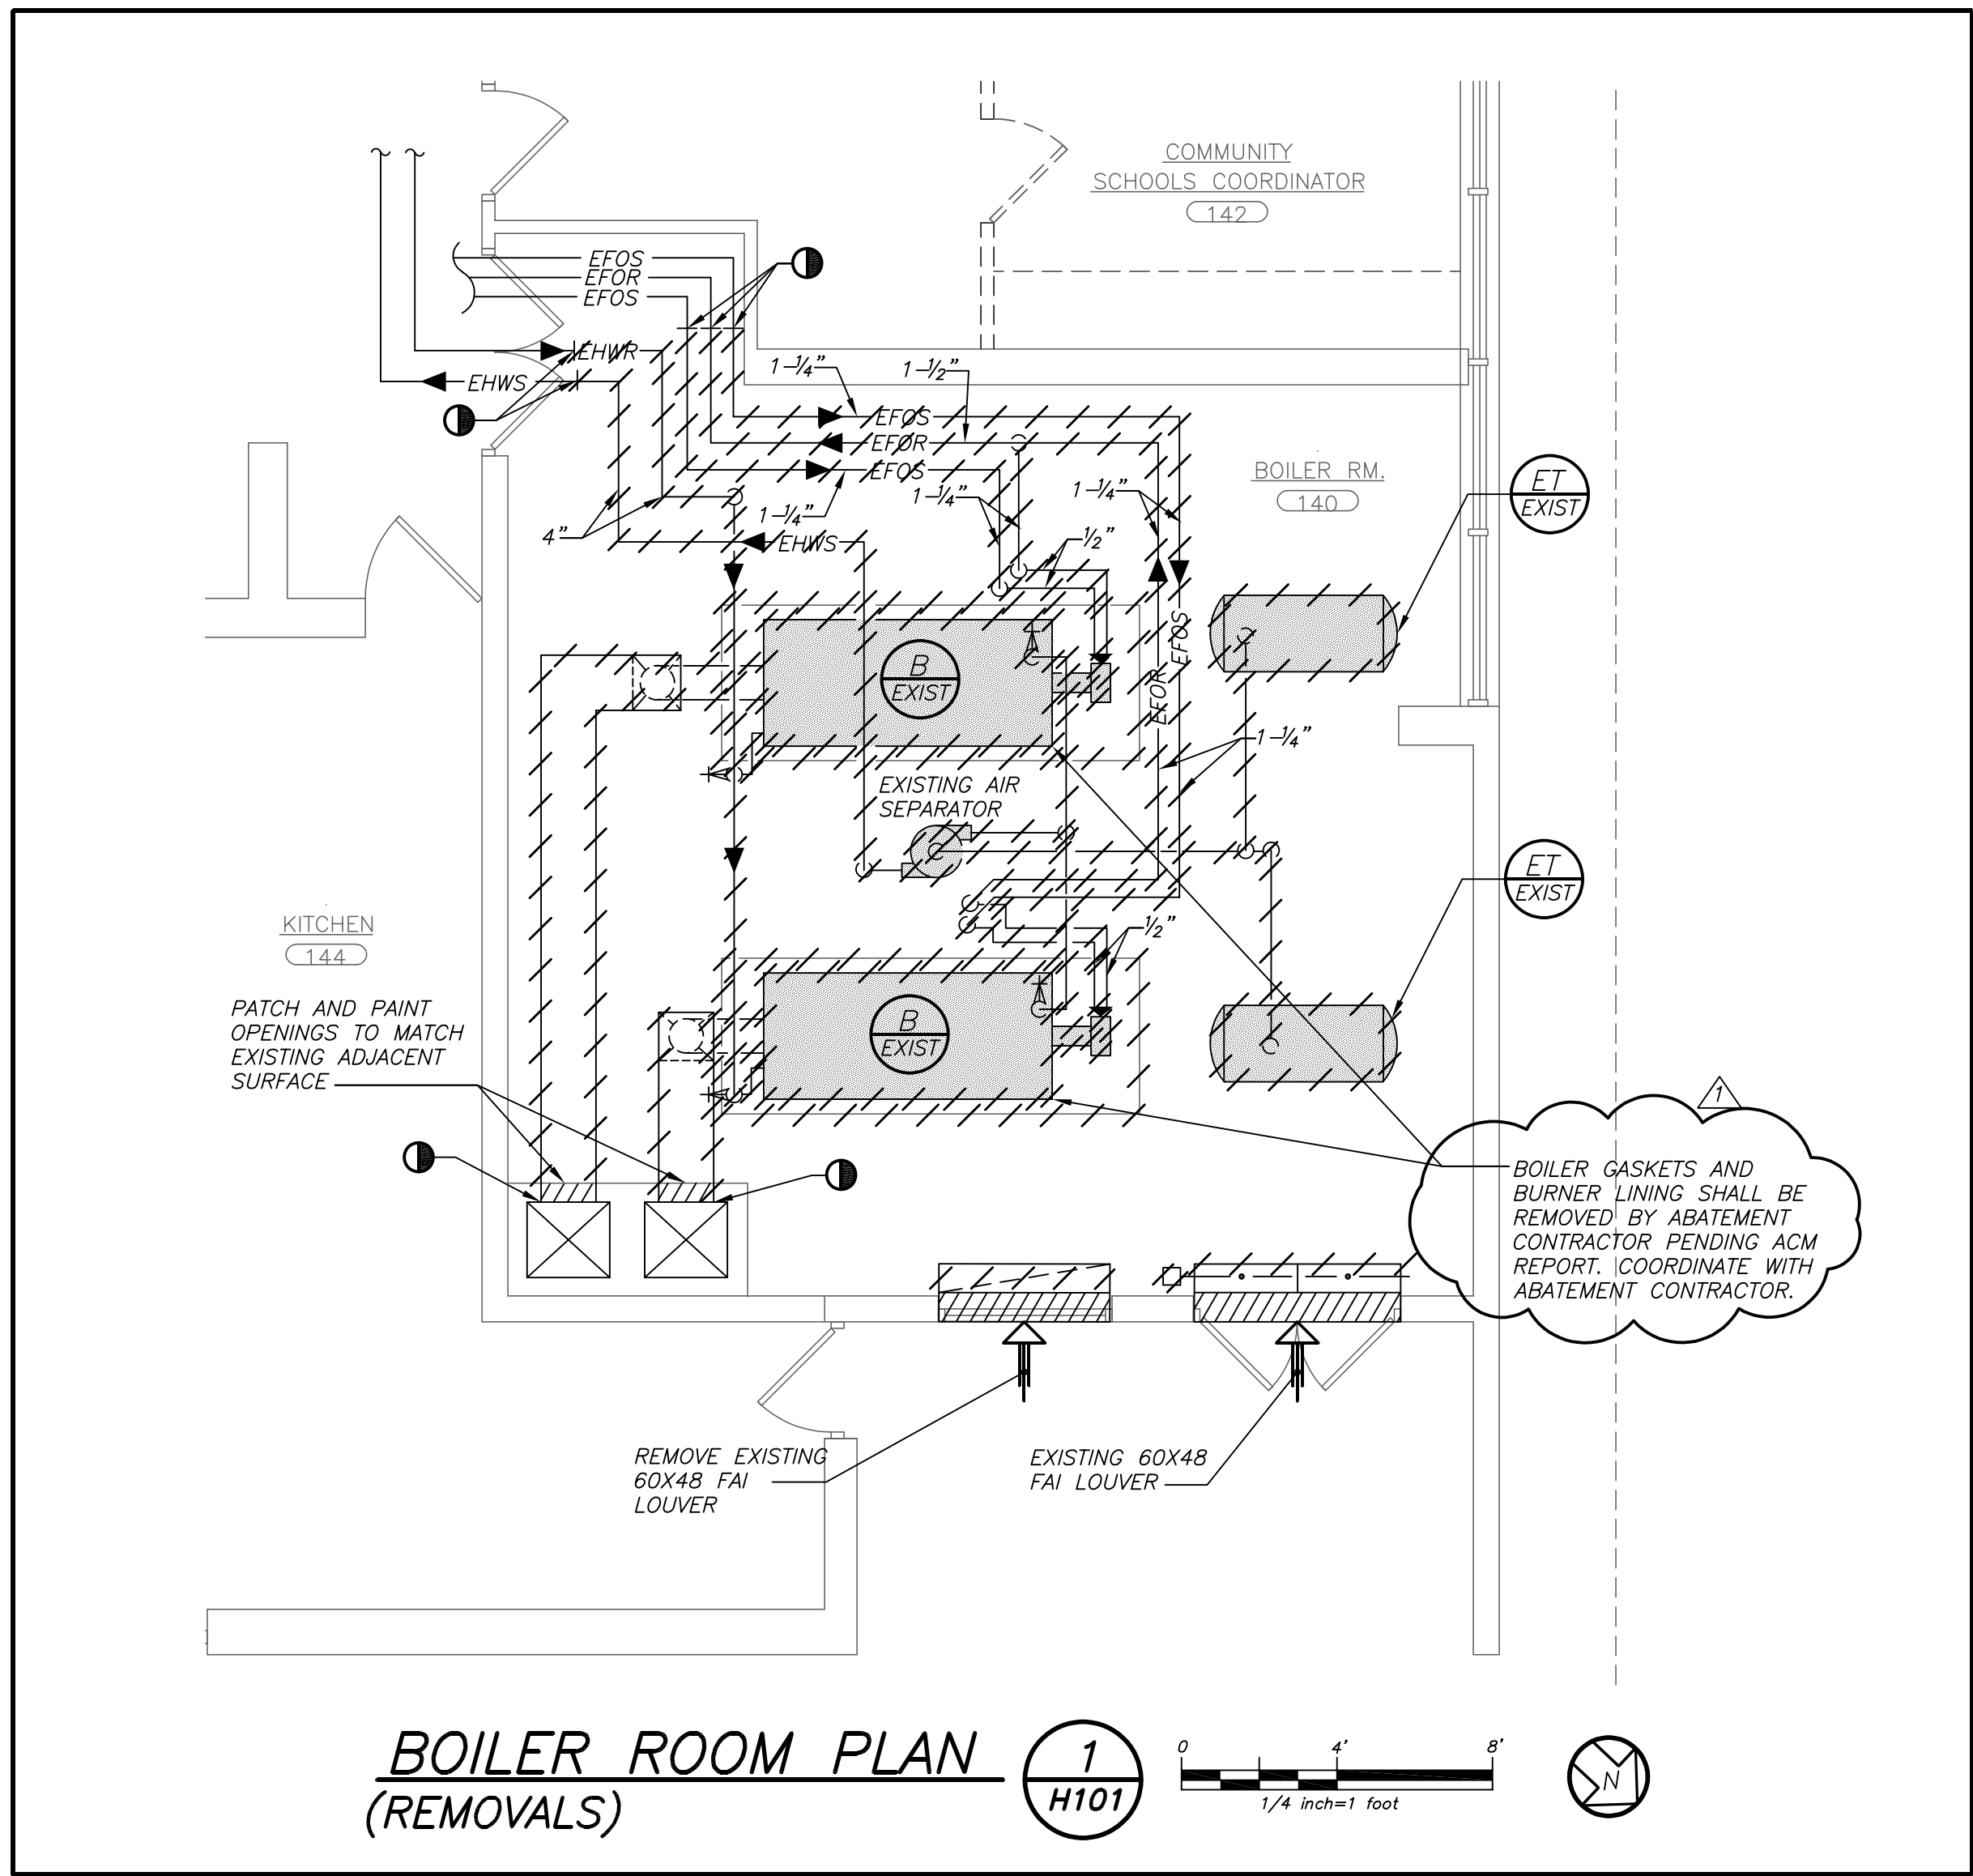 COMMUNITY
SCHOOLS COORDINATOR
142
EFOS
EFOR
EFOS
EHWR
EHWS
1-1/4"
1-1/2"
EFOS
EFOR
EFOS
BOILER RM.
140
ET
EXIST
1-1/4"
1-1/4"
1-1/4"
4"
EHWS
1/2"
EFOS
EFOR
B
EXIST
1-1/4"
EXISTING AIR
SEPARATOR
ET
EXIST
KITCHEN
144
1/2"
PATCH AND PAINT
OPENINGS TO MATCH
EXISTING ADJACENT
SURFACE
B
EXIST
1
BOILER GASKETS AND
BURNER LINING SHALL BE
REMOVED BY ABATEMENT
CONTRACTOR PENDING ACM
REPORT. COORDINATE WITH
ABATEMENT CONTRACTOR.
REMOVE EXISTING
60X48 FAI
LOUVER
EXISTING 60X48
FAI LOUVER
BOILER ROOM PLAN
(REMOVALS)
1
H101
0 4' 8'
1/4 inch=1 foot
N